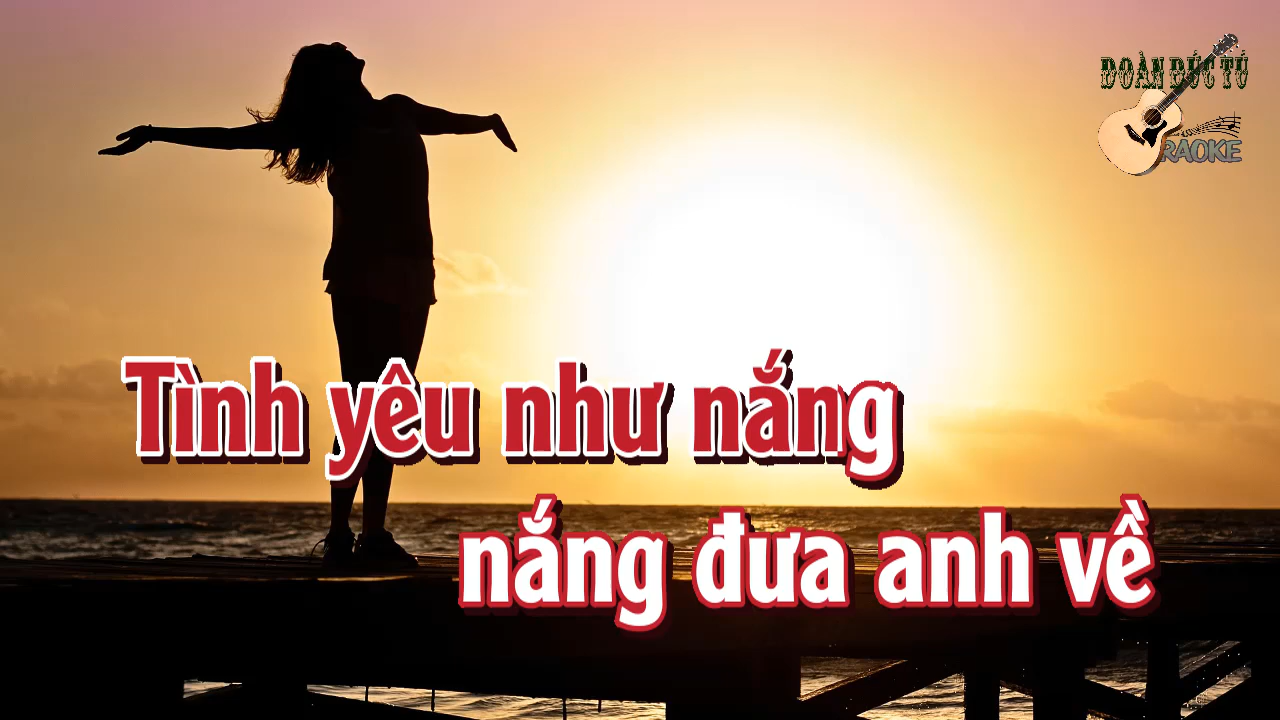 ĐOÀN ĐỨC TÚ
RAOKE
Tình yêu như nắng
nắng đưa anh về